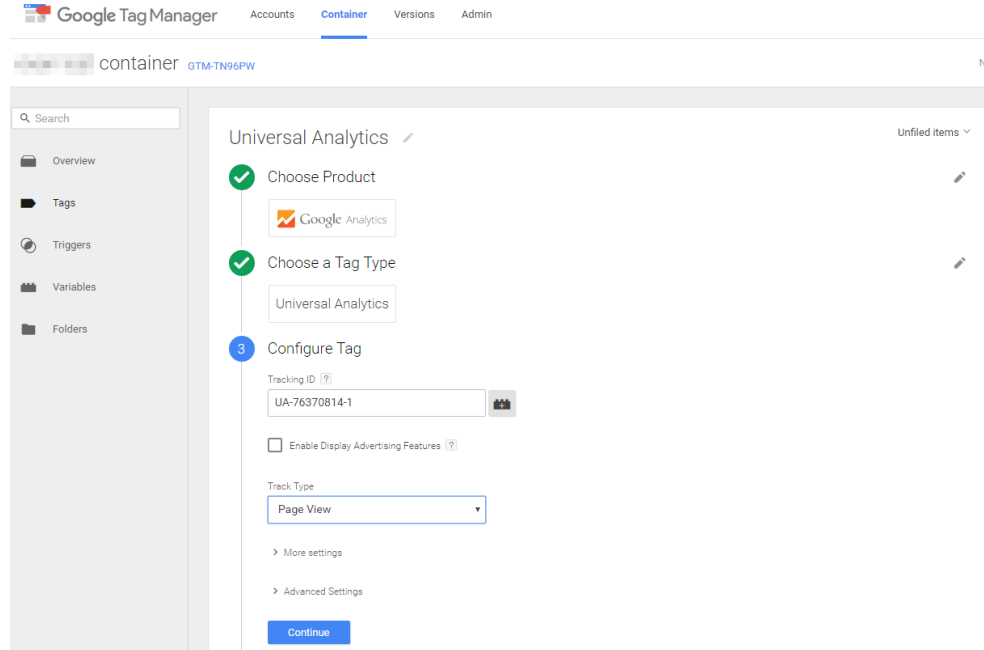 Google Tag Manager Accounts Container Versions Admin
container GTM-TN96PW
Search
Overview
Tags
Triggers
Variables
Folders
Universal Analytics
Unfiled items
Choose Product
Google Analytics
Choose a Tag Type
Universal Analytics
3 Configure Tag
Tracking ID ?
UA-76370814-1
Enable Display Advertising Features ?
Track Type
Page View
More settings
Advanced Settings
Continue